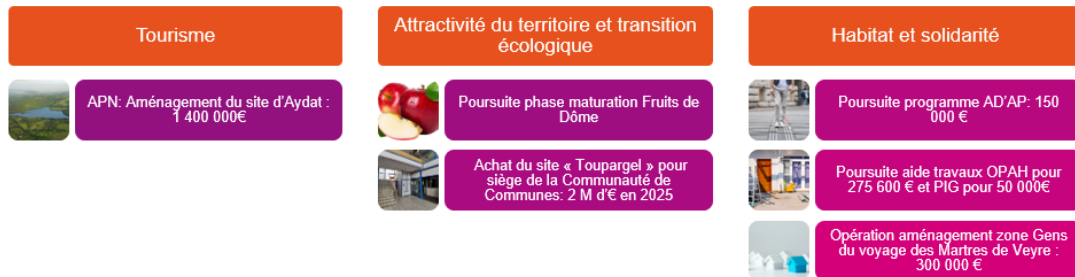 Tourisme
APN: Aménagement du site d'Aydat :
1 400 000€
Attractivité du territoire et transition
écologique
Poursuite phase maturation Fruits de
Dôme
Achat du site « Toupargel » pour
siège de la Communauté de
Communes: 2 M d'€ en 2025
Habitat et solidarité
Poursuite programme AD'AP: 150
000 €
Poursuite aide travaux OPAH pour
275 600 € et PIG pour 50 000€
Opération aménagement zone Gens
du voyage des Martres de Veyre :
300 000 €